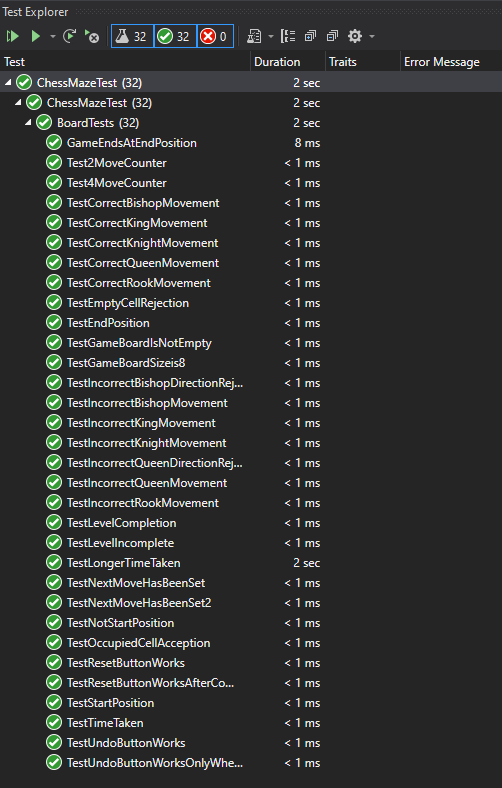 Test Explorer
32 32 0
Test Duration Traits Error Message
ChessMazeTest (32) 2 sec
ChessMazeTest (32) 2 sec
BoardTests (32) 2 sec
GameEndsAtEndPosition 8 ms
Test2MoveCounter < 1 ms
Test4MoveCounter < 1 ms
TestCorrectBishopMovement < 1 ms
TestCorrectKingMovement < 1 ms
TestCorrectKnightMovement < 1 ms
TestCorrectQueenMovement < 1 ms
TestCorrectRookMovement < 1 ms
TestEmptyCellRejection < 1 ms
TestEndPosition < 1 ms
TestGameBoardIsNotEmpty < 1 ms
TestGameBoardSizeis8 < 1 ms
TestIncorrectBishopDirectionRej... < 1 ms
TestIncorrectBishopMovement < 1 ms
TestIncorrectKingMovement < 1 ms
TestIncorrectKnightMovement < 1 ms
TestIncorrectQueenDirectionRej... < 1 ms
TestIncorrectQueenMovement < 1 ms
TestIncorrectRookMovement < 1 ms
TestLevelCompletion < 1 ms
TestLevelIncomplete < 1 ms
TestLongerTimeTaken 2 sec
TestNextMoveHasBeenSet < 1 ms
TestNextMoveHasBeenSet2 < 1 ms
TestNotStartPosition < 1 ms
TestOccupiedCellAcception < 1 ms
TestResetButtonWorks < 1 ms
TestResetButtonWorksAfterCo... < 1 ms
TestStartPosition < 1 ms
TestTimeTaken < 1 ms
TestUndoButtonWorks < 1 ms
TestUndoButtonWorksOnlyWhe... < 1 ms